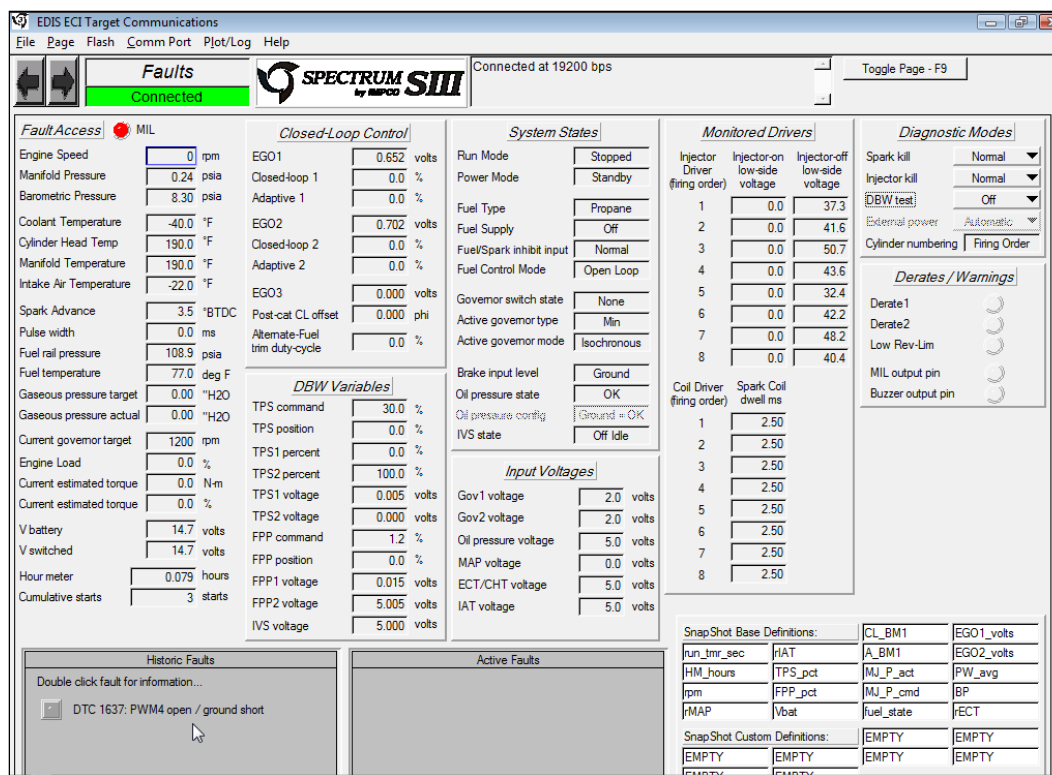 EDIS ECI Target Communications
File Page Flash Comm Port Plot/Log Help
Faults
Connected
SPECTRUM SIII
by IMPCO
Connected at 19200 bps
Toggle Page - F9
Fault Access MIL
Engine Speed 0 rpm
Manifold Pressure 0.24 psia
Barometric Pressure 8.30 psia
Coolant Temperature -40.0 °F
Cylinder Head Temp 190.0 °F
Manifold Temperature 190.0 °F
Intake Air Temperature -22.0 °F
Spark Advance 3.5 °BTDC
Pulse width 0.0 ms
Fuel rail pressure 108.9 psia
Fuel temperature 77.0 deg F
Gaseous pressure target 0.00 "H2O
Gaseous pressure actual 0.00 "H2O
Current governor target 1200 rpm
Engine Load 0.0 %
Current estimated torque 0.0 N-m
Current estimated torque 0.0 %
V battery 14.7 volts
V switched 14.7 volts
Hour meter 0.079 hours
Cumulative starts 3 starts
Closed-Loop Control
EGO1 0.652 volts
Closed-loop 1 0.0 %
Adaptive 1 0.0 %
EGO2 0.702 volts
Closed-loop 2 0.0 %
Adaptive 2 0.0 %
EGO3 0.000 volts
Post-cat CL offset 0.000 phi
Alternate-Fuel
trim duty-cycle 0.0 %
DBW Variables
TPS command 30.0 %
TPS position 0.0 %
TPS1 percent 0.0 %
TPS2 percent 100.0 %
TPS1 voltage 0.005 volts
TPS2 voltage 0.000 volts
FPP command 1.2 %
FPP position 0.0 %
FPP1 voltage 0.015 volts
FPP2 voltage 5.005 volts
IVS voltage 5.000 volts
System States
Run Mode Stopped
Power Mode Standby
Fuel Type Propane
Fuel Supply Off
Fuel/Spark inhibit input Normal
Fuel Control Mode Open Loop
Governor switch state None
Active governor type Min
Active governor mode Isochronous
Brake input level Ground
Oil pressure state OK
Oil pressure config Ground = OK
IVS state Off Idle
Input Voltages
Gov1 voltage 2.0 volts
Gov2 voltage 2.0 volts
Oil pressure voltage 5.0 volts
MAP voltage 0.0 volts
ECT/CHT voltage 5.0 volts
IAT voltage 5.0 volts
Monitored Drivers
Injector Injector-on Injector-off
Driver low-side low-side
(firing order) voltage voltage
1 0.0 37.3
2 0.0 41.6
3 0.0 50.7
4 0.0 43.6
5 0.0 32.4
6 0.0 42.2
7 0.0 48.2
8 0.0 40.4
Coil Driver Spark Coil
(firing order) dwell ms
1 2.50
2 2.50
3 2.50
4 2.50
5 2.50
6 2.50
7 2.50
8 2.50
Diagnostic Modes
Spark kill Normal
Injector kill Normal
DBW test Off
External power Automatic
Cylinder numbering Firing Order
Derates / Warnings
Derate1
Derate2
Low Rev-Lim
MIL output pin
Buzzer output pin
Historic Faults
Double click fault for information...
DTC 1637: PWM4 open / ground short
Active Faults
SnapShot Base Definitions: CL_BM1 EGO1_volts
run_tmr_sec rIAT A_BM1 EGO2_volts
HM_hours TPS_pct MJ_P_act PW_avg
rpm FPP_pct MJ_P_cmd BP
rMAP Vbat fuel_state rECT
SnapShot Custom Definitions: EMPTY EMPTY
EMPTY EMPTY EMPTY EMPTY
EMPTY EMPTY